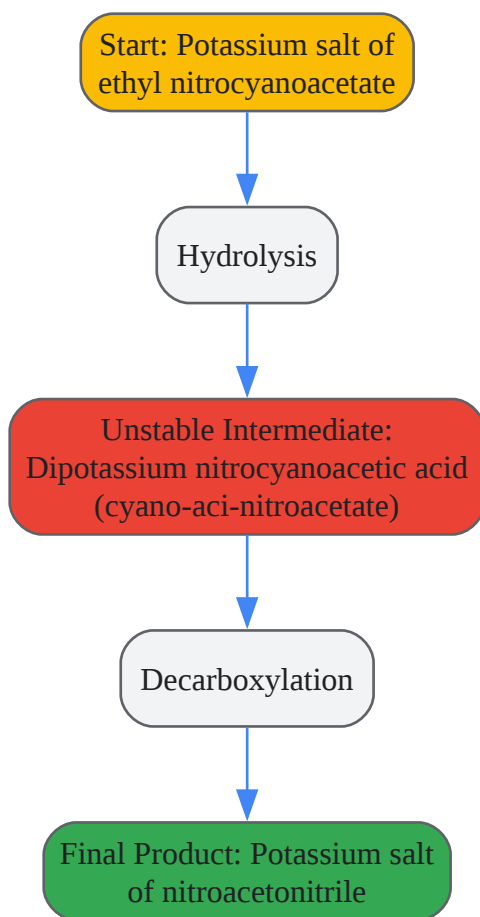 Start: Potassium salt of
ethyl nitrocyanoacetate
Hydrolysis
Unstable Intermediate:
Dipotassium nitrocyanoacetic acid
(cyano-aci-nitroacetate)
Decarboxylation
Final Product: Potassium salt
of nitroacetonitrile